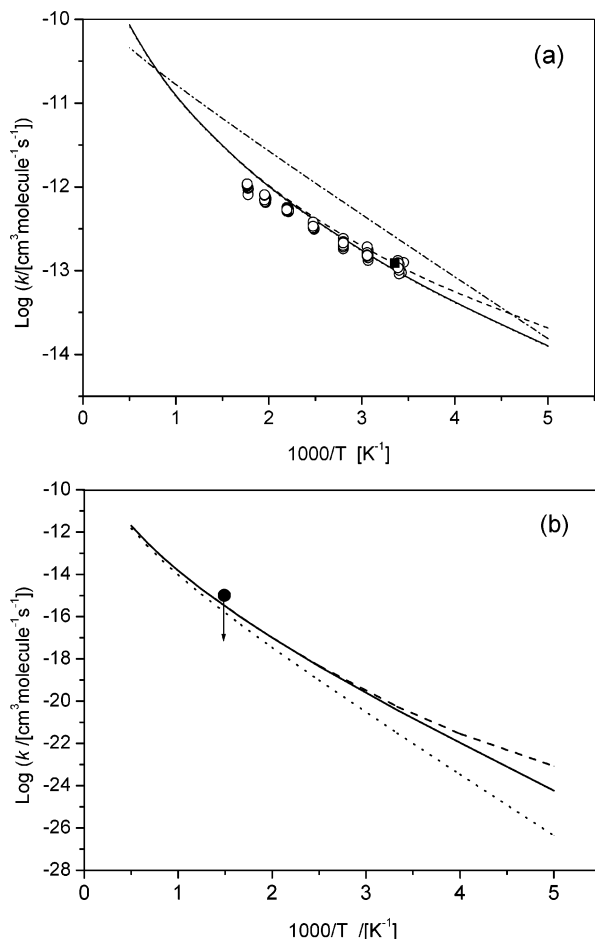 (a)
-10
-11
-12
-13
-14
Log (k/[cm³molecule⁻¹s⁻¹])
0 1 2 3 4 5
1000/T [K⁻¹]
(b)
-10
-12
-14
-16
-18
-20
-22
-24
-26
-28
Log (k /[cm³molecule⁻¹s⁻¹])
0 1 2 3 4 5
1000/T /[K⁻¹]